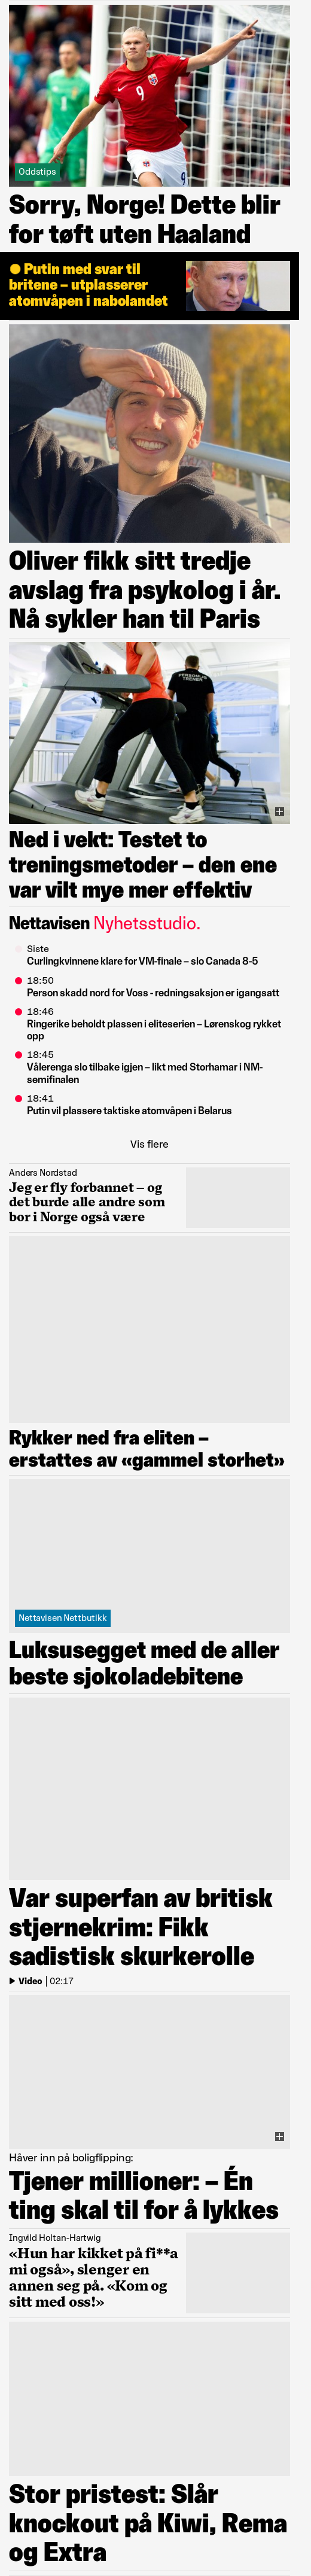 Oddstips
Sorry, Norge! Dette blir
for tøft uten Haaland
Putin med svar til
britene – utplasserer
atomvåpen i nabolandet
Oliver fikk sitt tredje
avslag fra psykolog i år.
Nå sykler han til Paris
PERSONLIG
TRENER
Ned i vekt: Testet to
treningsmetoder – den ene
var vilt mye mer effektiv
Nettavisen Nyhetsstudio.
Siste
Curlingkvinnene klare for VM-finale – slo Canada 8-5
18:50
Person skadd nord for Voss - redningsaksjon er igangsatt
18:46
Ringerike beholdt plassen i eliteserien – Lørenskog rykket
opp
18:45
Vålerenga slo tilbake igjen – likt med Storhamar i NM-
semifinalen
18:41
Putin vil plassere taktiske atomvåpen i Belarus
Vis flere
Anders Nordstad
Jeg er fly forbannet – og
det burde alle andre som
bor i Norge også være
Rykker ned fra eliten –
erstattes av «gammel storhet»
Nettavisen Nettbutikk
Luksusegget med de aller
beste sjokoladebitene
Var superfan av britisk
stjernekrim: Fikk
sadistisk skurkerolle
Video | 02:17
Håver inn på boligflipping:
Tjener millioner: – Én
ting skal til for å lykkes
Ingvild Holtan-Hartwig
«Hun har kikket på fi**a
mi også», slenger en
annen seg på. «Kom og
sitt med oss!»
Stor pristest: Slår
knockout på Kiwi, Rema
og Extra